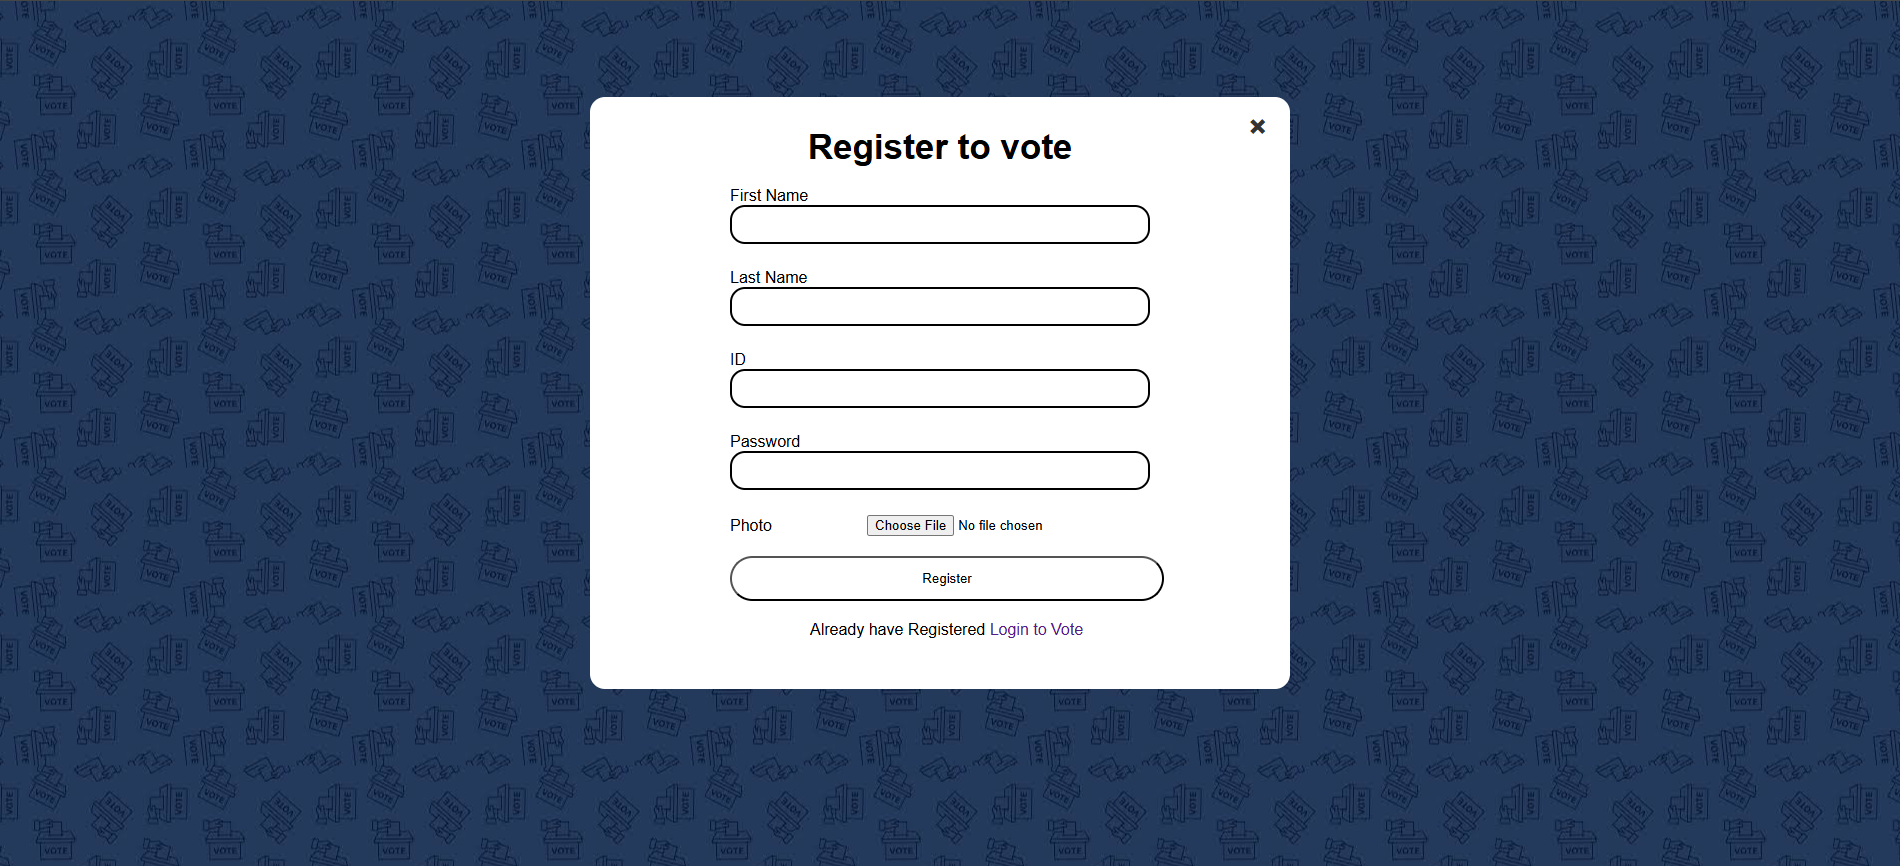 Register to vote
First Name
Last Name
ID
Password
Photo Choose File No file chosen
Register
Already have Registered Login to Vote
VOTE